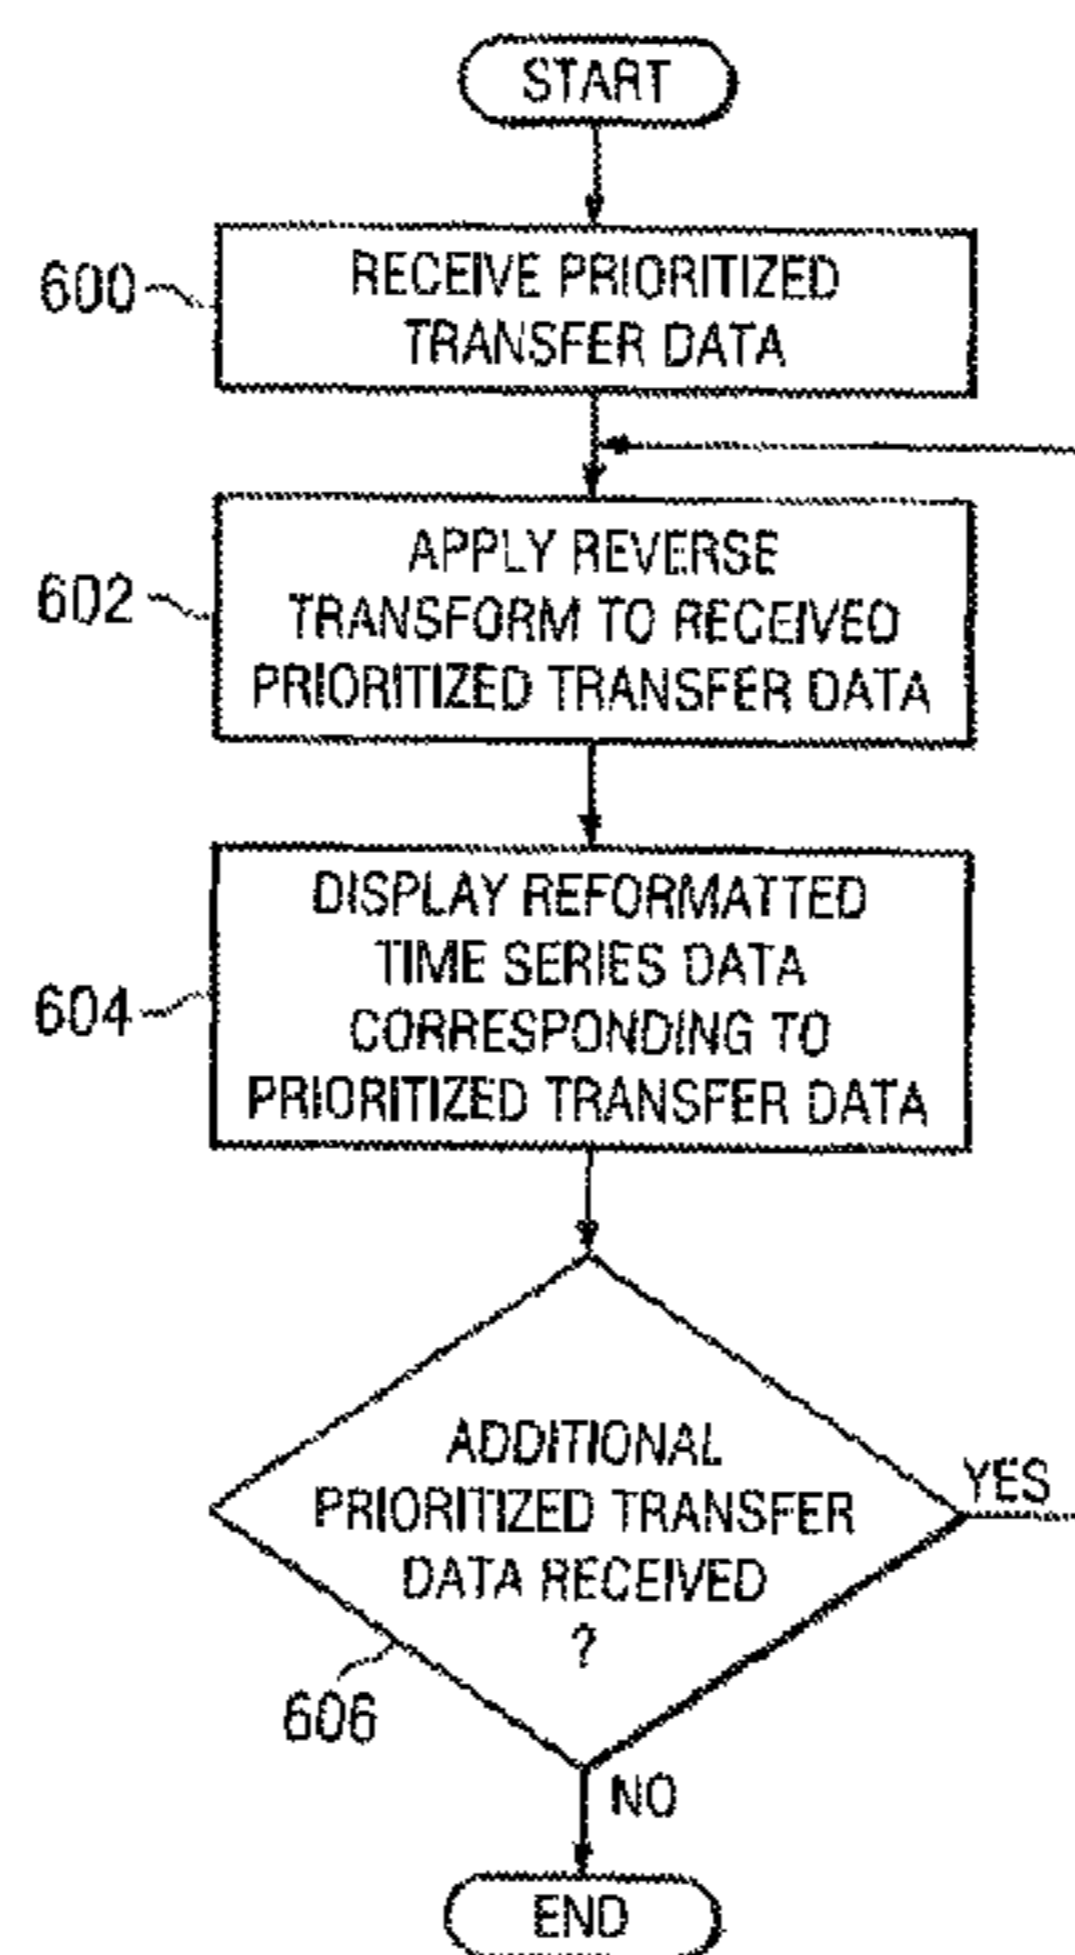 START
600
RECEIVE PRIORITIZED
TRANSFER DATA
602
APPLY REVERSE
TRANSFORM TO RECEIVED
PRIORITIZED TRANSFER DATA
604
DISPLAY REFORMATTED
TIME SERIES DATA
CORRESPONDING TO
PRIORITIZED TRANSFER DATA
ADDITIONAL
PRIORITIZED TRANSFER
DATA RECEIVED
?
YES
606
NO
END